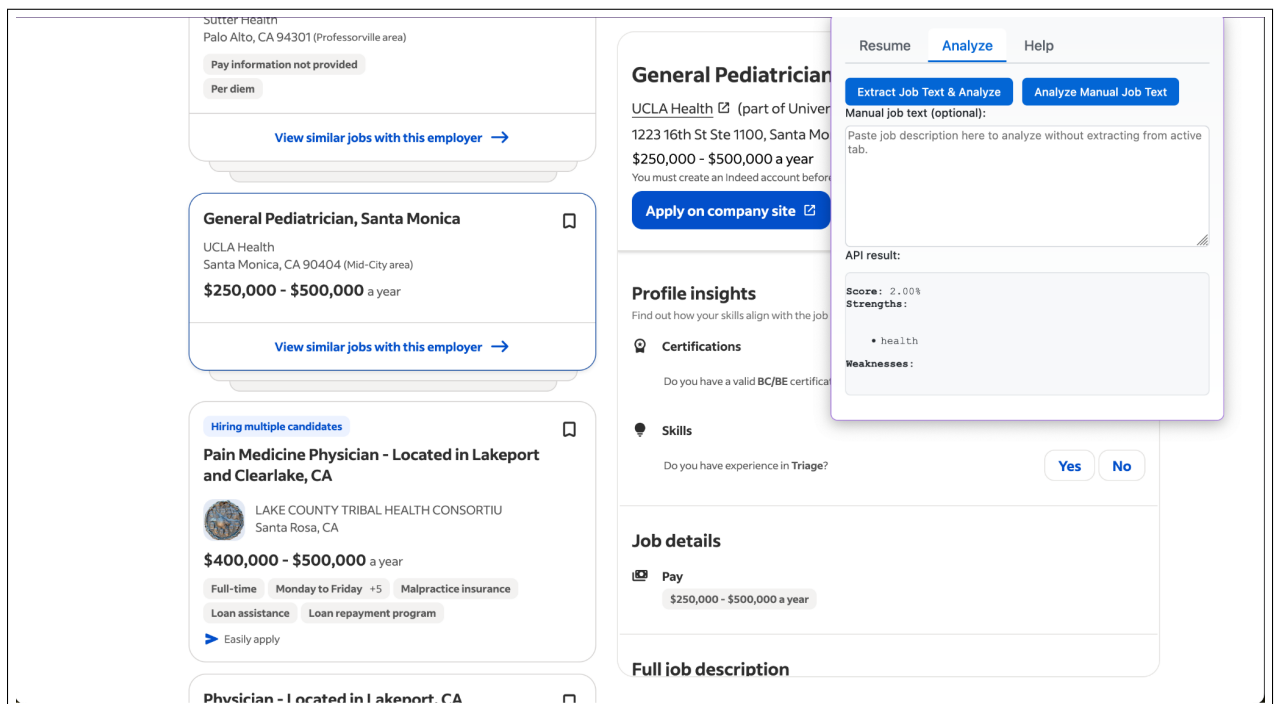 Sutter Health
Palo Alto, CA 94301 (Professorville area)
Pay information not provided
Per diem
View similar jobs with this employer
General Pediatrician, Santa Monica
UCLA Health
Santa Monica, CA 90404 (Mid-City area)
$250,000 - $500,000 a year
View similar jobs with this employer
Hiring multiple candidates
Pain Medicine Physician - Located in Lakeport
and Clearlake, CA
LAKE COUNTY TRIBAL HEALTH CONSORTIU
Santa Rosa, CA
$400,000 - $500,000 a year
Full-time Monday to Friday +5 Malpractice insurance
Loan assistance Loan repayment program
Easily apply
Physician - Located in Lakeport, CA
General Pediatrician
UCLA Health (part of Univer
1223 16th St Ste 1100, Santa Mo
$250,000 - $500,000 a year
You must create an Indeed account before
Apply on company site
Profile insights
Find out how your skills align with the job
Certifications
Do you have a valid BC/BE certificat
Skills
Do you have experience in Triage?
Yes No
Job details
Pay
$250,000 - $500,000 a year
Full job description
Resume Analyze Help
Extract Job Text & Analyze Analyze Manual Job Text
Manual job text (optional):
Paste job description here to analyze without extracting from active
tab.
API result:
Score: 2.00%
Strengths:
• health
Weaknesses: